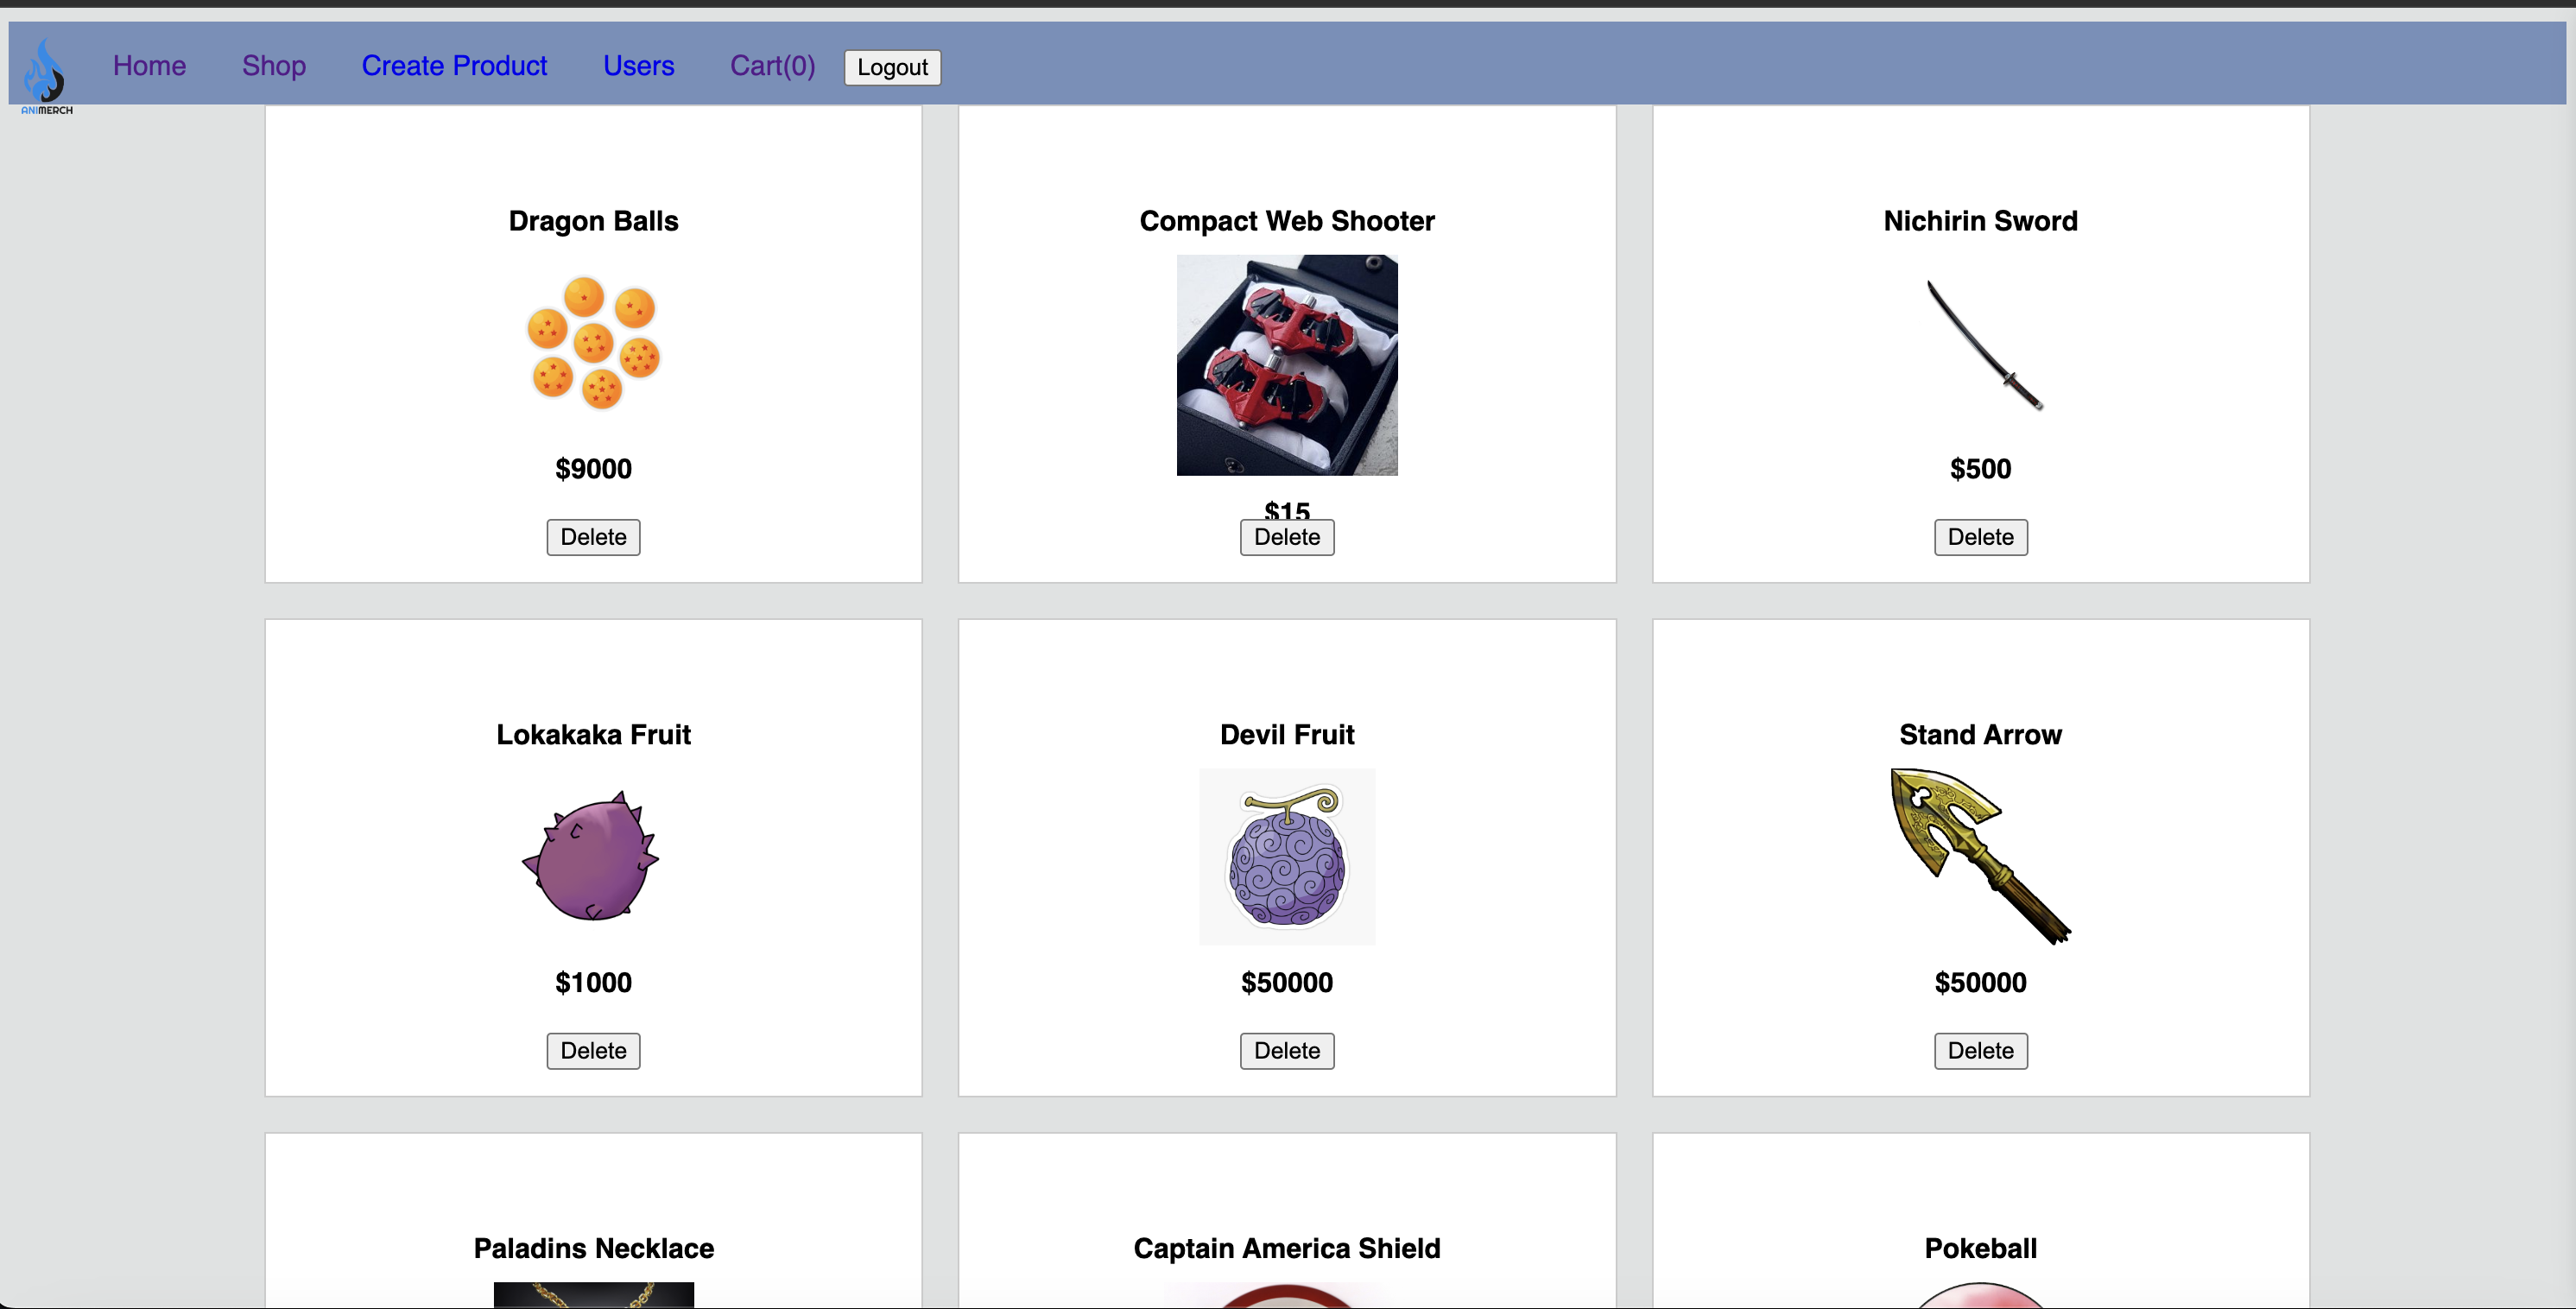 ANIMERCH
Home Shop Create Product Users Cart(0) Logout
Dragon Balls
Compact Web Shooter
Nichirin Sword
$9000
$15
$500
Delete
Delete
Delete
Lokakaka Fruit
Devil Fruit
Stand Arrow
$1000
$50000
$50000
Delete
Delete
Delete
Paladins Necklace
Captain America Shield
Pokeball